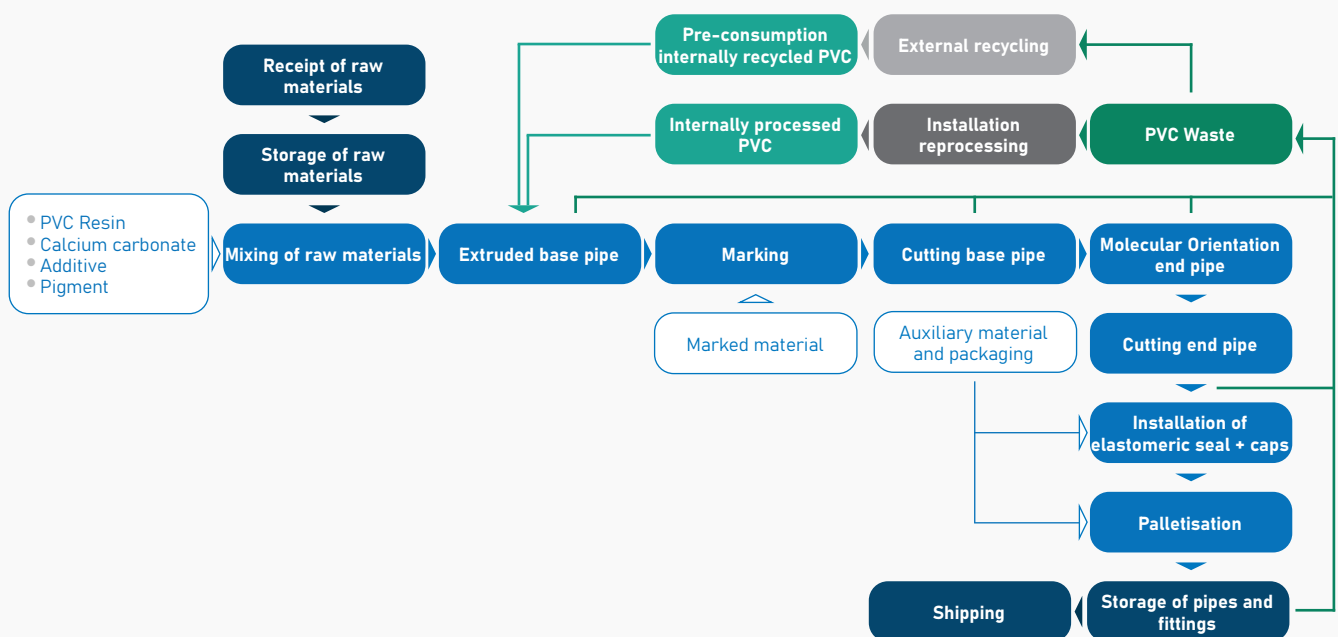 Pre-consumption
internally recycled PVC
External recycling
Receipt of raw
materials
Internally processed
PVC
Installation
reprocessing
PVC Waste
Storage of raw
materials
PVC Resin
Calcium carbonate
Additive
Pigment
Mixing of raw materials
Extruded base pipe
Marking
Cutting base pipe
Molecular Orientation
end pipe
Marked material
Auxiliary material
and packaging
Cutting end pipe
Installation of
elastomeric seal + caps
Palletisation
Shipping
Storage of pipes and
fittings